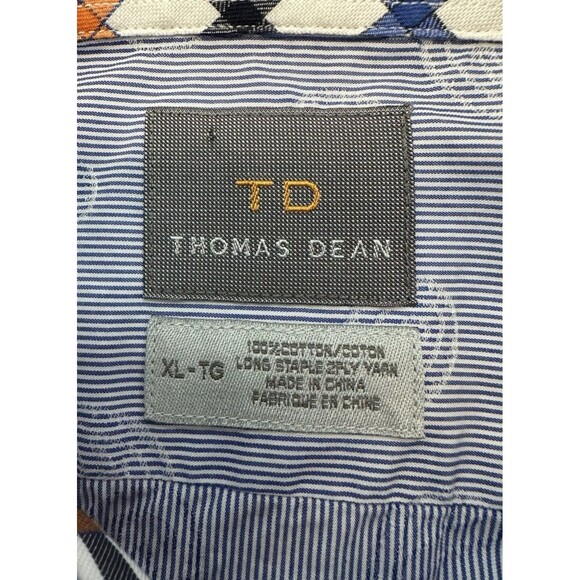 TD
THOMAS DEAN
XL-TG
100% COTTON/COTON
LONG STAPLE 2PLY YARN
MADE IN CHINA
FABRIQUE EN CHINE